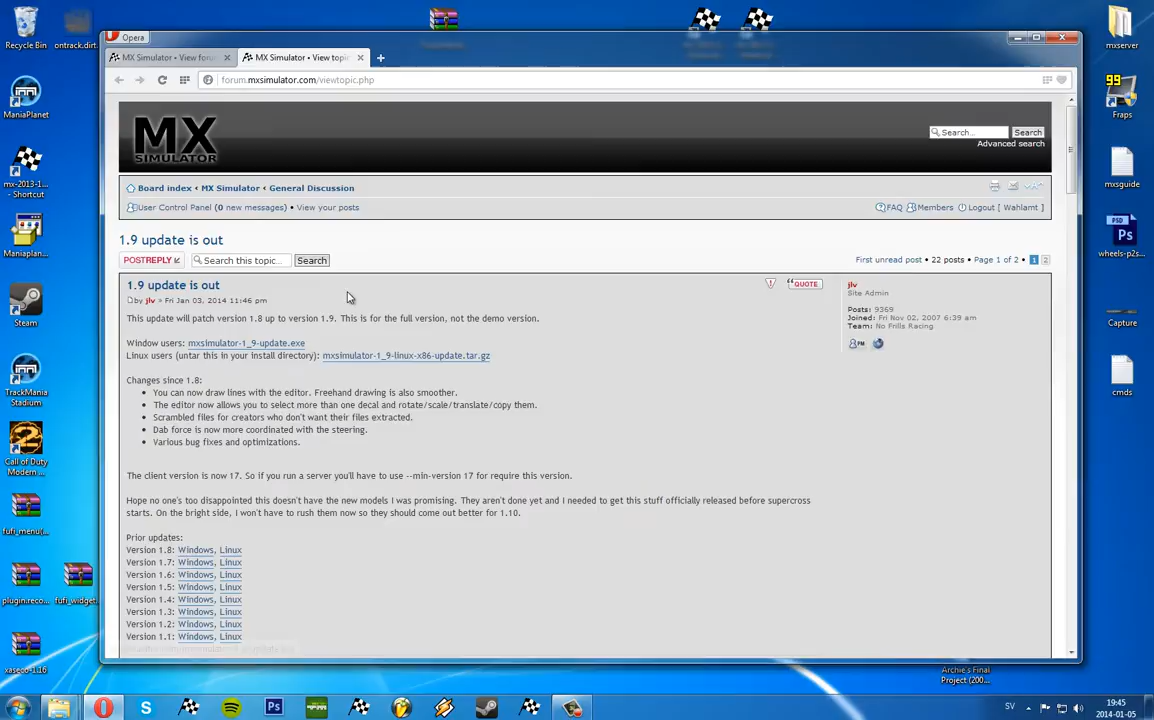 Recycle Bin
ontrack.dirt.
ManiaPlanet
mx-2013-1...
- Shortcut
Maniaplan...
Steam
TrackMania
Stadium
Call of Duty
Modern ...
fufi_menu(...
plugin.reco...
fufi_widget.
xaseco-1.16
Opera
MX Simulator • View foru
MX Simulator • View topi
forum.mxsimulator.com/viewtopic.php
MX
SIMULATOR
Search...
Search
Advanced search
Board index ‹ MX Simulator ‹ General Discussion
User Control Panel (0 new messages) • View your posts
FAQ Members Logout [ Wahlamt ]
1.9 update is out
POSTREPLY
Search this topic...
Search
First unread post • 22 posts • Page 1 of 2 • 1 2
1.9 update is out
by jlv » Fri Jan 03, 2014 11:46 pm
QUOTE
jlv
Site Admin
Posts: 9369
Joined: Fri Nov 02, 2007 6:39 am
Team: No Frills Racing
PM
This update will patch version 1.8 up to version 1.9. This is for the full version, not the demo version.
Window users: mxsimulator-1_9-update.exe
Linux users (untar this in your install directory): mxsimulator-1_9-linux-x86-update.tar.gz
Changes since 1.8:
• You can now draw lines with the editor. Freehand drawing is also smoother.
• The editor now allows you to select more than one decal and rotate/scale/translate/copy them.
• Scrambled files for creators who don't want their files extracted.
• Dab force is now more coordinated with the steering.
• Various bug fixes and optimizations.
The client version is now 17. So if you run a server you'll have to use --min-version 17 for require this version.
Hope no one's too disappointed this doesn't have the new models I was promising. They aren't done yet and I needed to get this stuff officially released before supercross
starts. On the bright side, I won't have to rush them now so they should come out better for 1.10.
Prior updates:
Version 1.8: Windows, Linux
Version 1.7: Windows, Linux
Version 1.6: Windows, Linux
Version 1.5: Windows, Linux
Version 1.4: Windows, Linux
Version 1.3: Windows, Linux
Version 1.2: Windows, Linux
Version 1.1: Windows, Linux
mxserver
99
Fraps
mxsguide
PSD
Ps
wheels-p2s...
Capture
cmds
Archie's Final
Project (200...
Ps
SV
19:45
2014-01-05